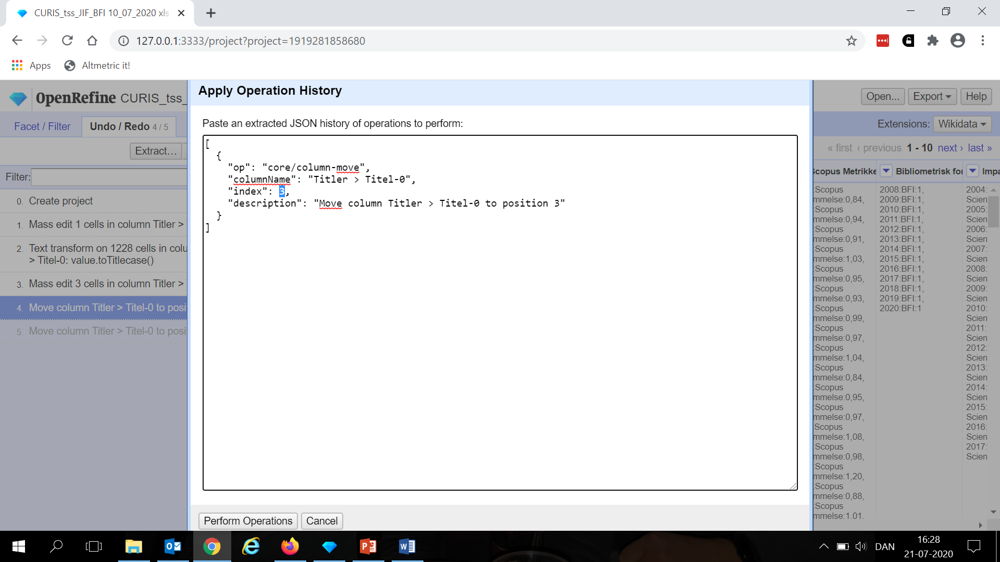 CURIS_tss_JIF_BFI 10_07_2020 xls
127.0.0.1:3333/project?project=1919281858680
Apps
Altmetric it!
OpenRefine CURIS_tss_
Open...
Export
Help
Facet / Filter
Undo / Redo 4 / 5
Extensions:
Wikidata
Extract...
« first ‹ previous 1 - 10 next › last »
Filter:
0. Create project
1. Mass edit 1 cells in column Titler >
2. Text transform on 1228 cells in colu
> Titel-0: value.toTitlecase()
3. Mass edit 3 cells in column Titler >
4. Move column Titler > Titel-0 to posi
5. Move column Titler > Titel-0 to posi
Apply Operation History
Paste an extracted JSON history of operations to perform:
[
{
"op": "core/column-move",
"columnName": "Titler > Titel-0",
"index": 3,
"description": "Move column Titler > Titel-0 to position 3"
}
]
Perform Operations
Cancel
Scopus Metrikke
:Scopus
mmelse:0,84,
:Scopus
mmelse:0,94,
:Scopus
mmelse:0,91,
:Scopus
mmelse:1,03,
:Scopus
mmelse:0,95,
:Scopus
mmelse:0,93,
:Scopus
mmelse:0,99,
:Scopus
mmelse:0,97,
:Scopus
mmelse:1,04,
:Scopus
mmelse:0,84,
:Scopus
mmelse:0,95,
:Scopus
mmelse:0,97,
:Scopus
mmelse:1,08,
:Scopus
mmelse:0,98,
:Scopus
mmelse:1,20,
:Scopus
mmelse:0,88,
:Scopus
mmelse:1.01.
Bibliometrisk for
2008:BFI:1,
2009:BFI:1,
2010:BFI:1,
2011:BFI:1,
2012:BFI:1,
2013:BFI:1,
2014:BFI:1,
2015:BFI:1,
2016:BFI:1,
2017:BFI:1,
2018:BFI:1,
2019:BFI:1,
2020:BFI:1
Impa
2004:
Scien
2005:
Scien
2006:
Scien
2007:
Scien
2008:
Scien
2009:
Scien
2010:
Scien
2011:
Scien
2012:
Scien
2013:
Scien
2014:
Scien
2015:
Scien
2016:
Scien
2017:
Scien
DAN
16:28
21-07-2020